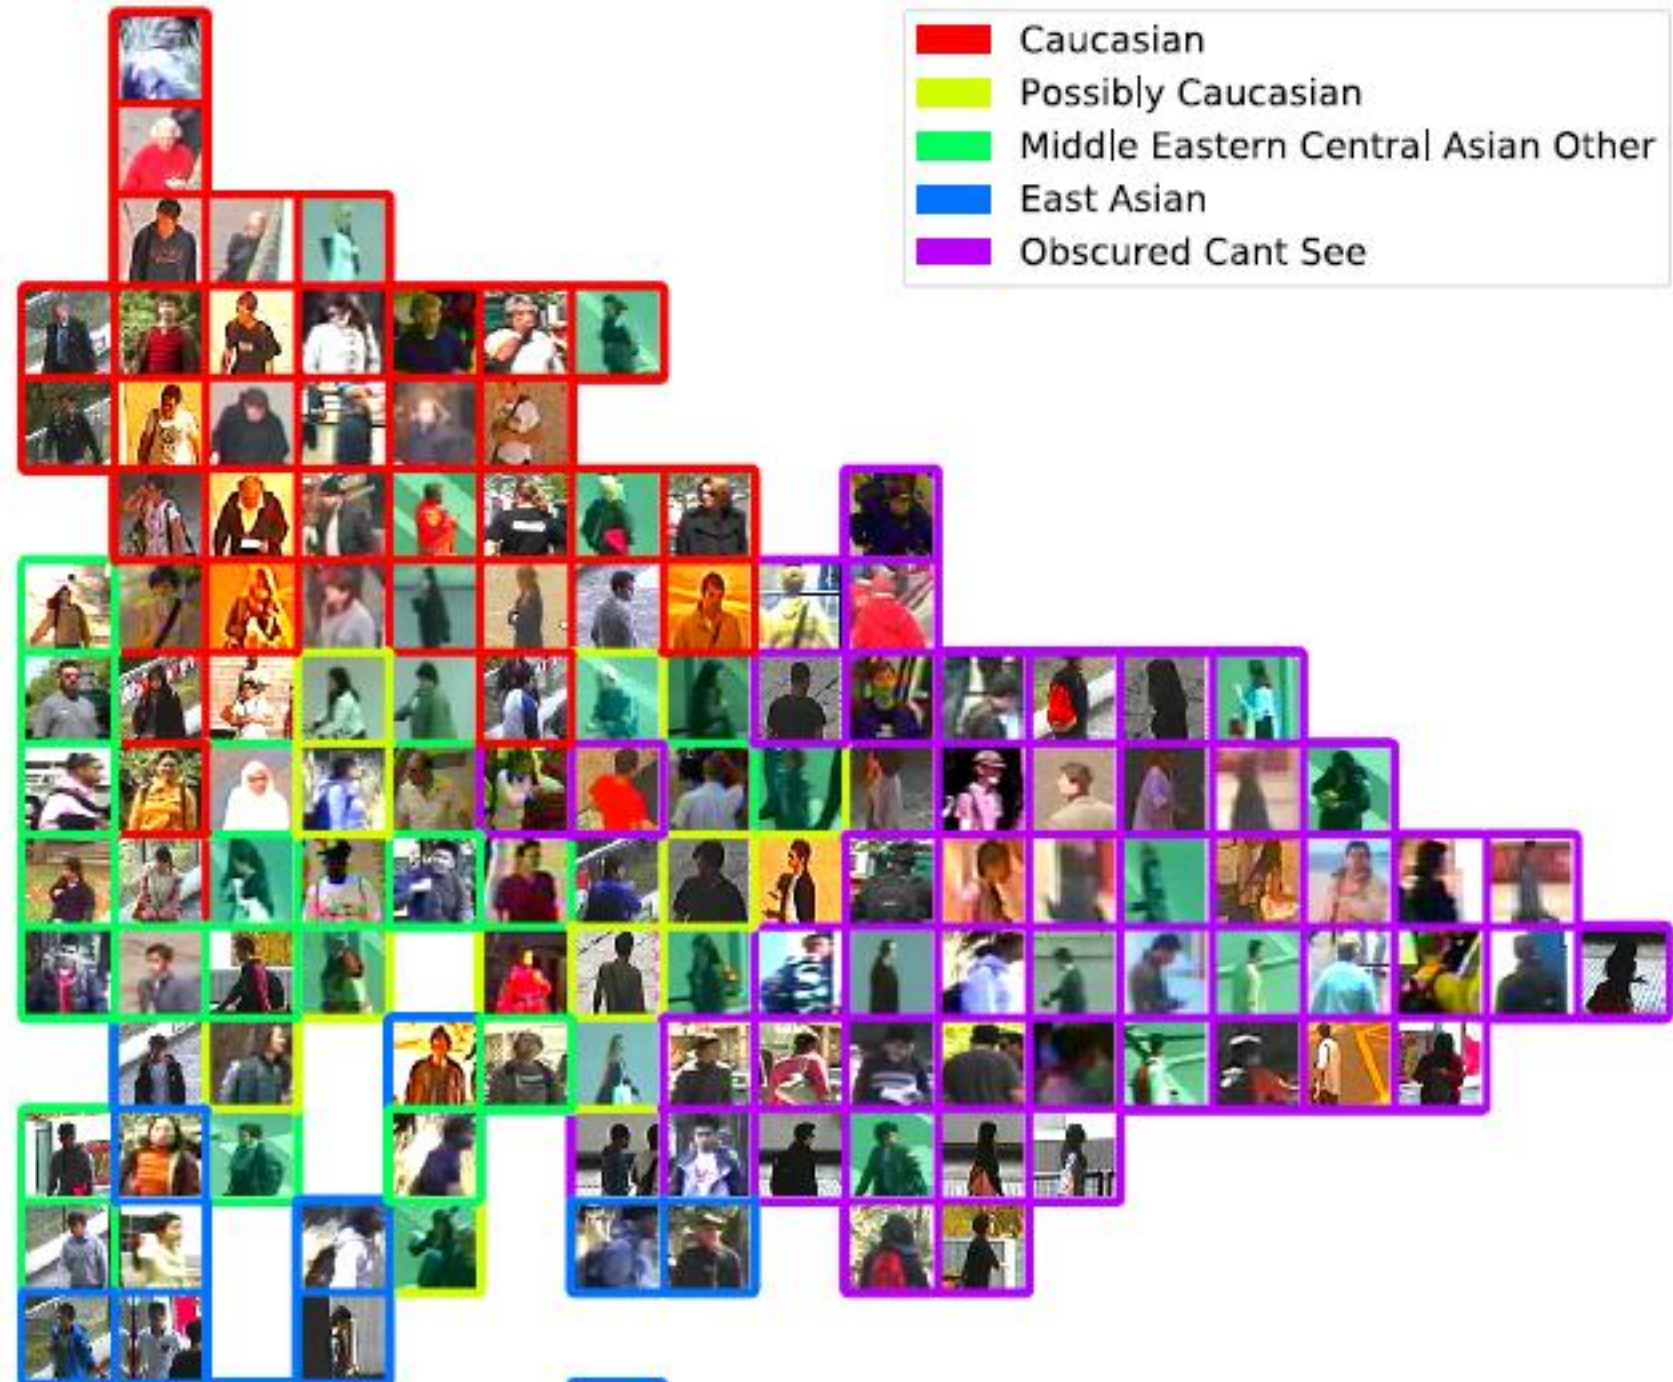 Caucasian
Possibly Caucasian
Middle Eastern Central Asian Other
East Asian
Obscured Cant See